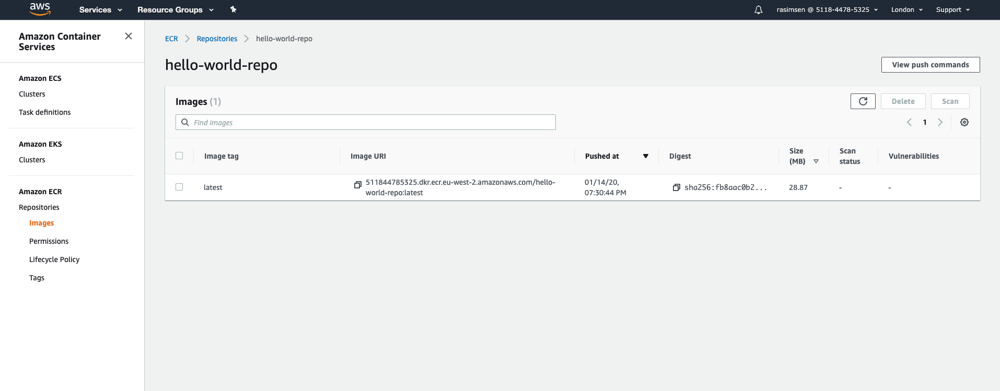 aws Services Resource Groups rasimsen @ 5118-4478-5325 London Support
Amazon Container
Services
Amazon ECS
Clusters
Task definitions
Amazon EKS
Clusters
Amazon ECR
Repositories
Images
Permissions
Lifecycle Policy
Tags
ECR Repositories hello-world-repo
hello-world-repo
View push commands
Images (1)
Delete Scan
Find images
1
Image tag Image URI Pushed at Digest Size (MB) Scan status Vulnerabilities
latest
511844785325.dkr.ecr.eu-west-2.amazonaws.com/hello-
world-repo:latest
01/14/20,
07:30:44 PM
sha256:fb8aac0b2...
28.87
-
-